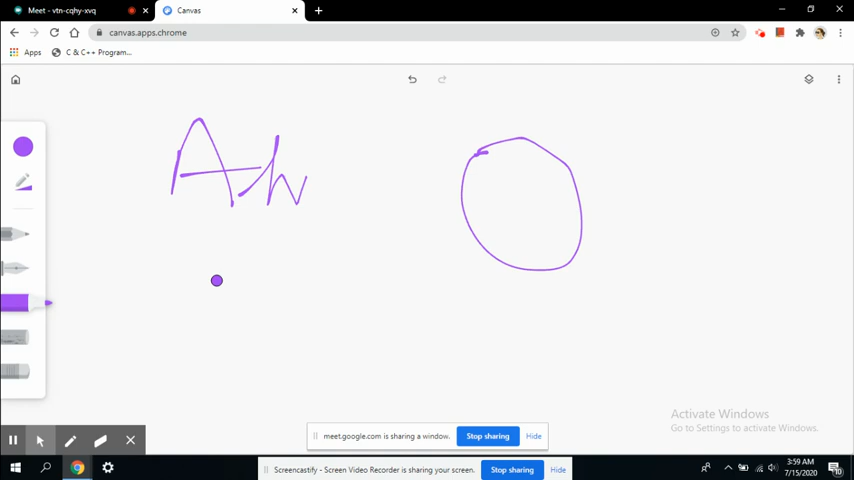 Meet - vtn-cqhy-xvq
Canvas
canvas.apps.chrome
Apps
C & C++ Program...
Ash
Activate Windows
Go to Settings to activate Windows.
meet.google.com is sharing a window.
Stop sharing
Hide
Screencastify - Screen Video Recorder is sharing your screen.
Stop sharing
Hide
3:59 AM
7/15/2020